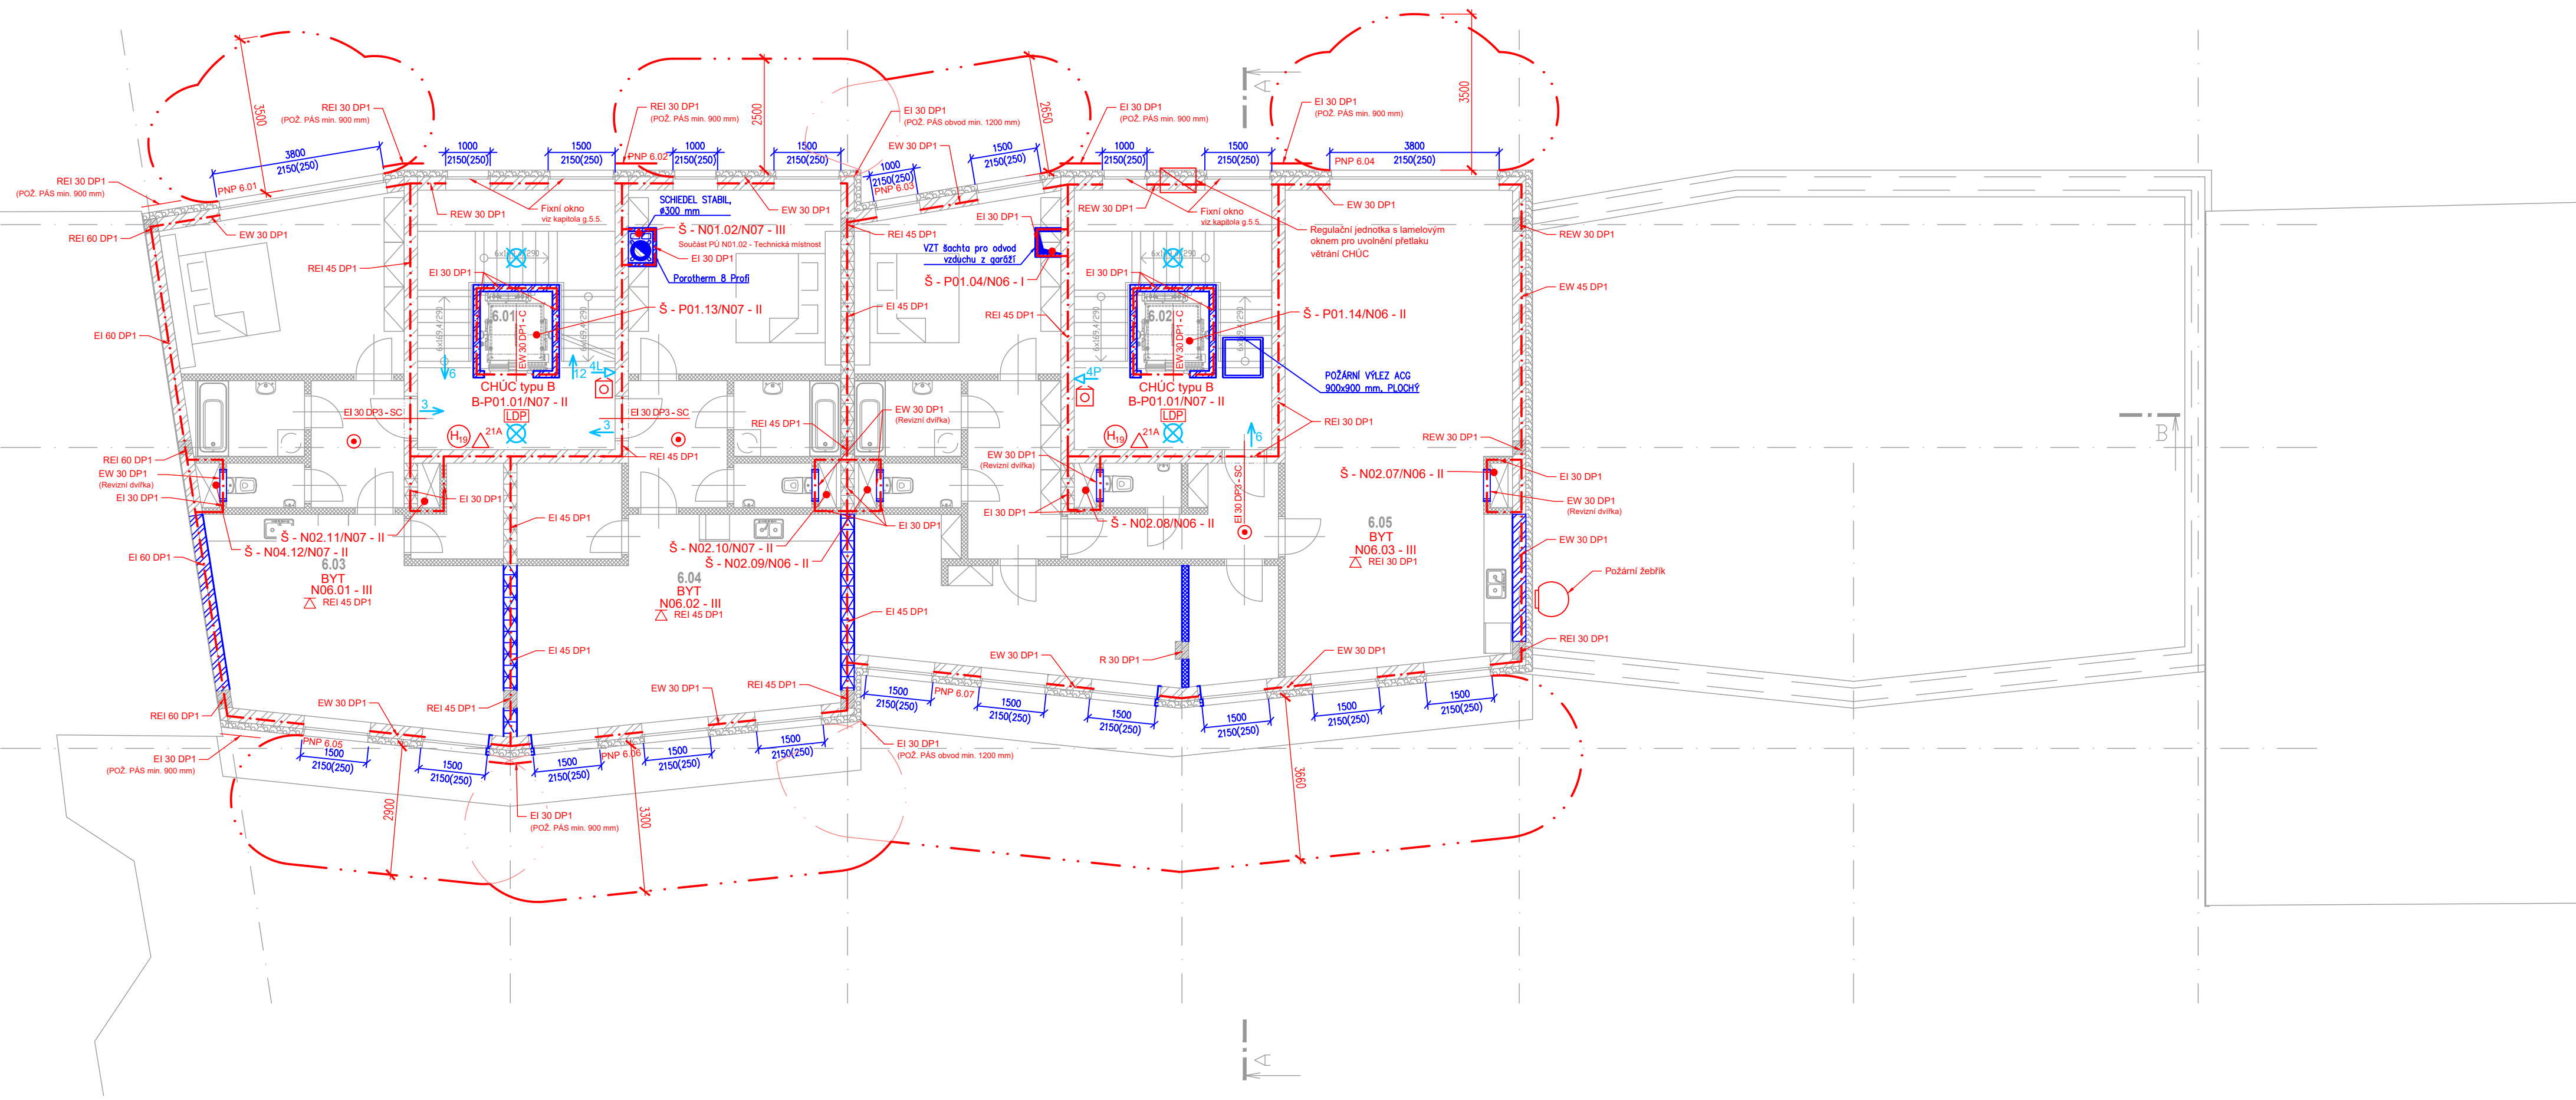 3500
3800
2150(250)
PNP 6.01
REI 30 DP1
(POŽ. PÁS min. 900 mm)
REI 30 DP1
(POŽ. PÁS min. 900 mm)
REI 60 DP1
EW 30 DP1
1000
2150(250)
1500
2150(250)
REW 30 DP1
Fixní okno
viz kapitola g.5.5.
REI 30 DP1
(POŽ. PÁS min. 900 mm)
PNP 6.02
2500
1000
2150(250)
1500
2150(250)
EW 30 DP1
SCHIEDEL STABIL,
ø300 mm
Š - N01.02/N07 - III
Součást PÚ N01.02 - Technická místnost
EI 30 DP1
Porotherm 8 Profi
EI 30 DP1
(POŽ. PÁS obvod min. 1200 mm)
EW 30 DP1
1000
2150(250)
PNP 6.03
1500
2150(250)
2650
REI 45 DP1
EI 30 DP1
VZT šachta pro odvod
vzduchu z garáží
Š - P01.04/N06 - I
EI 30 DP1
(POŽ. PÁS min. 900 mm)
1000
2150(250)
1500
2150(250)
REW 30 DP1
Fixní okno
viz kapitola g.5.5.
EI 30 DP1
(POŽ. PÁS min. 900 mm)
3500
PNP 6.04
3800
2150(250)
EW 30 DP1
Regulační jednotka s lamelovým
oknem pro uvolnění přetlaku
větrání CHÚC
REW 30 DP1
EW 45 DP1
A
B
REI 45 DP1
EI 30 DP1
6.01
EW 30 DP1-C
6x169,4/290
Š - P01.13/N07 - II
EI 60 DP1
6
12
4L
CHÚC typu B
B-P01.01/N07 - II
LDP
3
3
EI 30 DP3 - SC
EI 30 DP3 - SC
H19
21A
REI 45 DP1
EI 45 DP1
REI 45 DP1
EI 30 DP1
6.02
EW 30 DP1-C
6x169,4/290
Š - P01.14/N06 - II
4P
CHÚC typu B
B-P01.01/N07 - II
LDP
H19
21A
6
EI 30 DP3 - SC
POŽÁRNÍ VÝLEZ ACG
900x900 mm, PLOCHÝ
REI 30 DP1
REW 30 DP1
REI 60 DP1
EW 30 DP1
(Revizní dvířka)
EI 30 DP1
EI 30 DP1
EI 45 DP1
Š - N02.11/N07 - II
Š - N04.12/N07 - II
EI 60 DP1
6.03
BYT
N06.01 - III
REI 45 DP1
REI 45 DP1
EW 30 DP1
(Revizní dvířka)
EI 30 DP1
Š - N02.10/N07 - II
Š - N02.09/N06 - II
6.04
BYT
N06.02 - III
REI 45 DP1
EI 45 DP1
EW 30 DP1
(Revizní dvířka)
EI 30 DP1
Š - N02.08/N06 - II
Š - N02.07/N06 - II
EI 30 DP1
EW 30 DP1
(Revizní dvířka)
6.05
BYT
N06.03 - III
REI 30 DP1
EW 30 DP1
Požární žebřík
REI 30 DP1
EI 45 DP1
REI 45 DP1
EW 30 DP1
REI 60 DP1
EI 30 DP1
(POŽ. PÁS min. 900 mm)
PNP 6.05
1500
2150(250)
1500
2150(250)
2900
EW 30 DP1
REI 45 DP1
1500
2150(250)
PNP 6.06
1500
2150(250)
1500
2150(250)
3300
EI 30 DP1
(POŽ. PÁS min. 900 mm)
EI 30 DP1
(POŽ. PÁS obvod min. 1200 mm)
1500
2150(250)
PNP 6.07
EW 30 DP1
1500
2150(250)
1500
2150(250)
R 30 DP1
EW 30 DP1
1500
2150(250)
1500
2150(250)
1500
2150(250)
3660
A